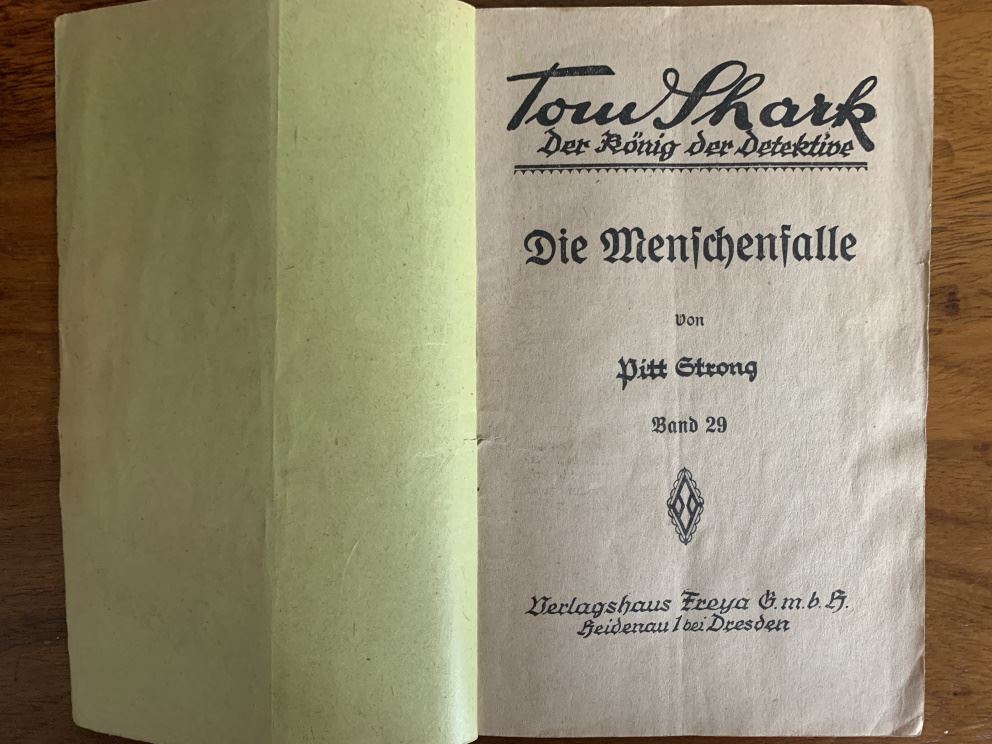 Tom Shark
Der König der Detektive
Die Menschenfalle
von
Pitt Strong
Band 29
Verlagshaus Freya G.m.b.H.
Heidenau 1 bei Dresden